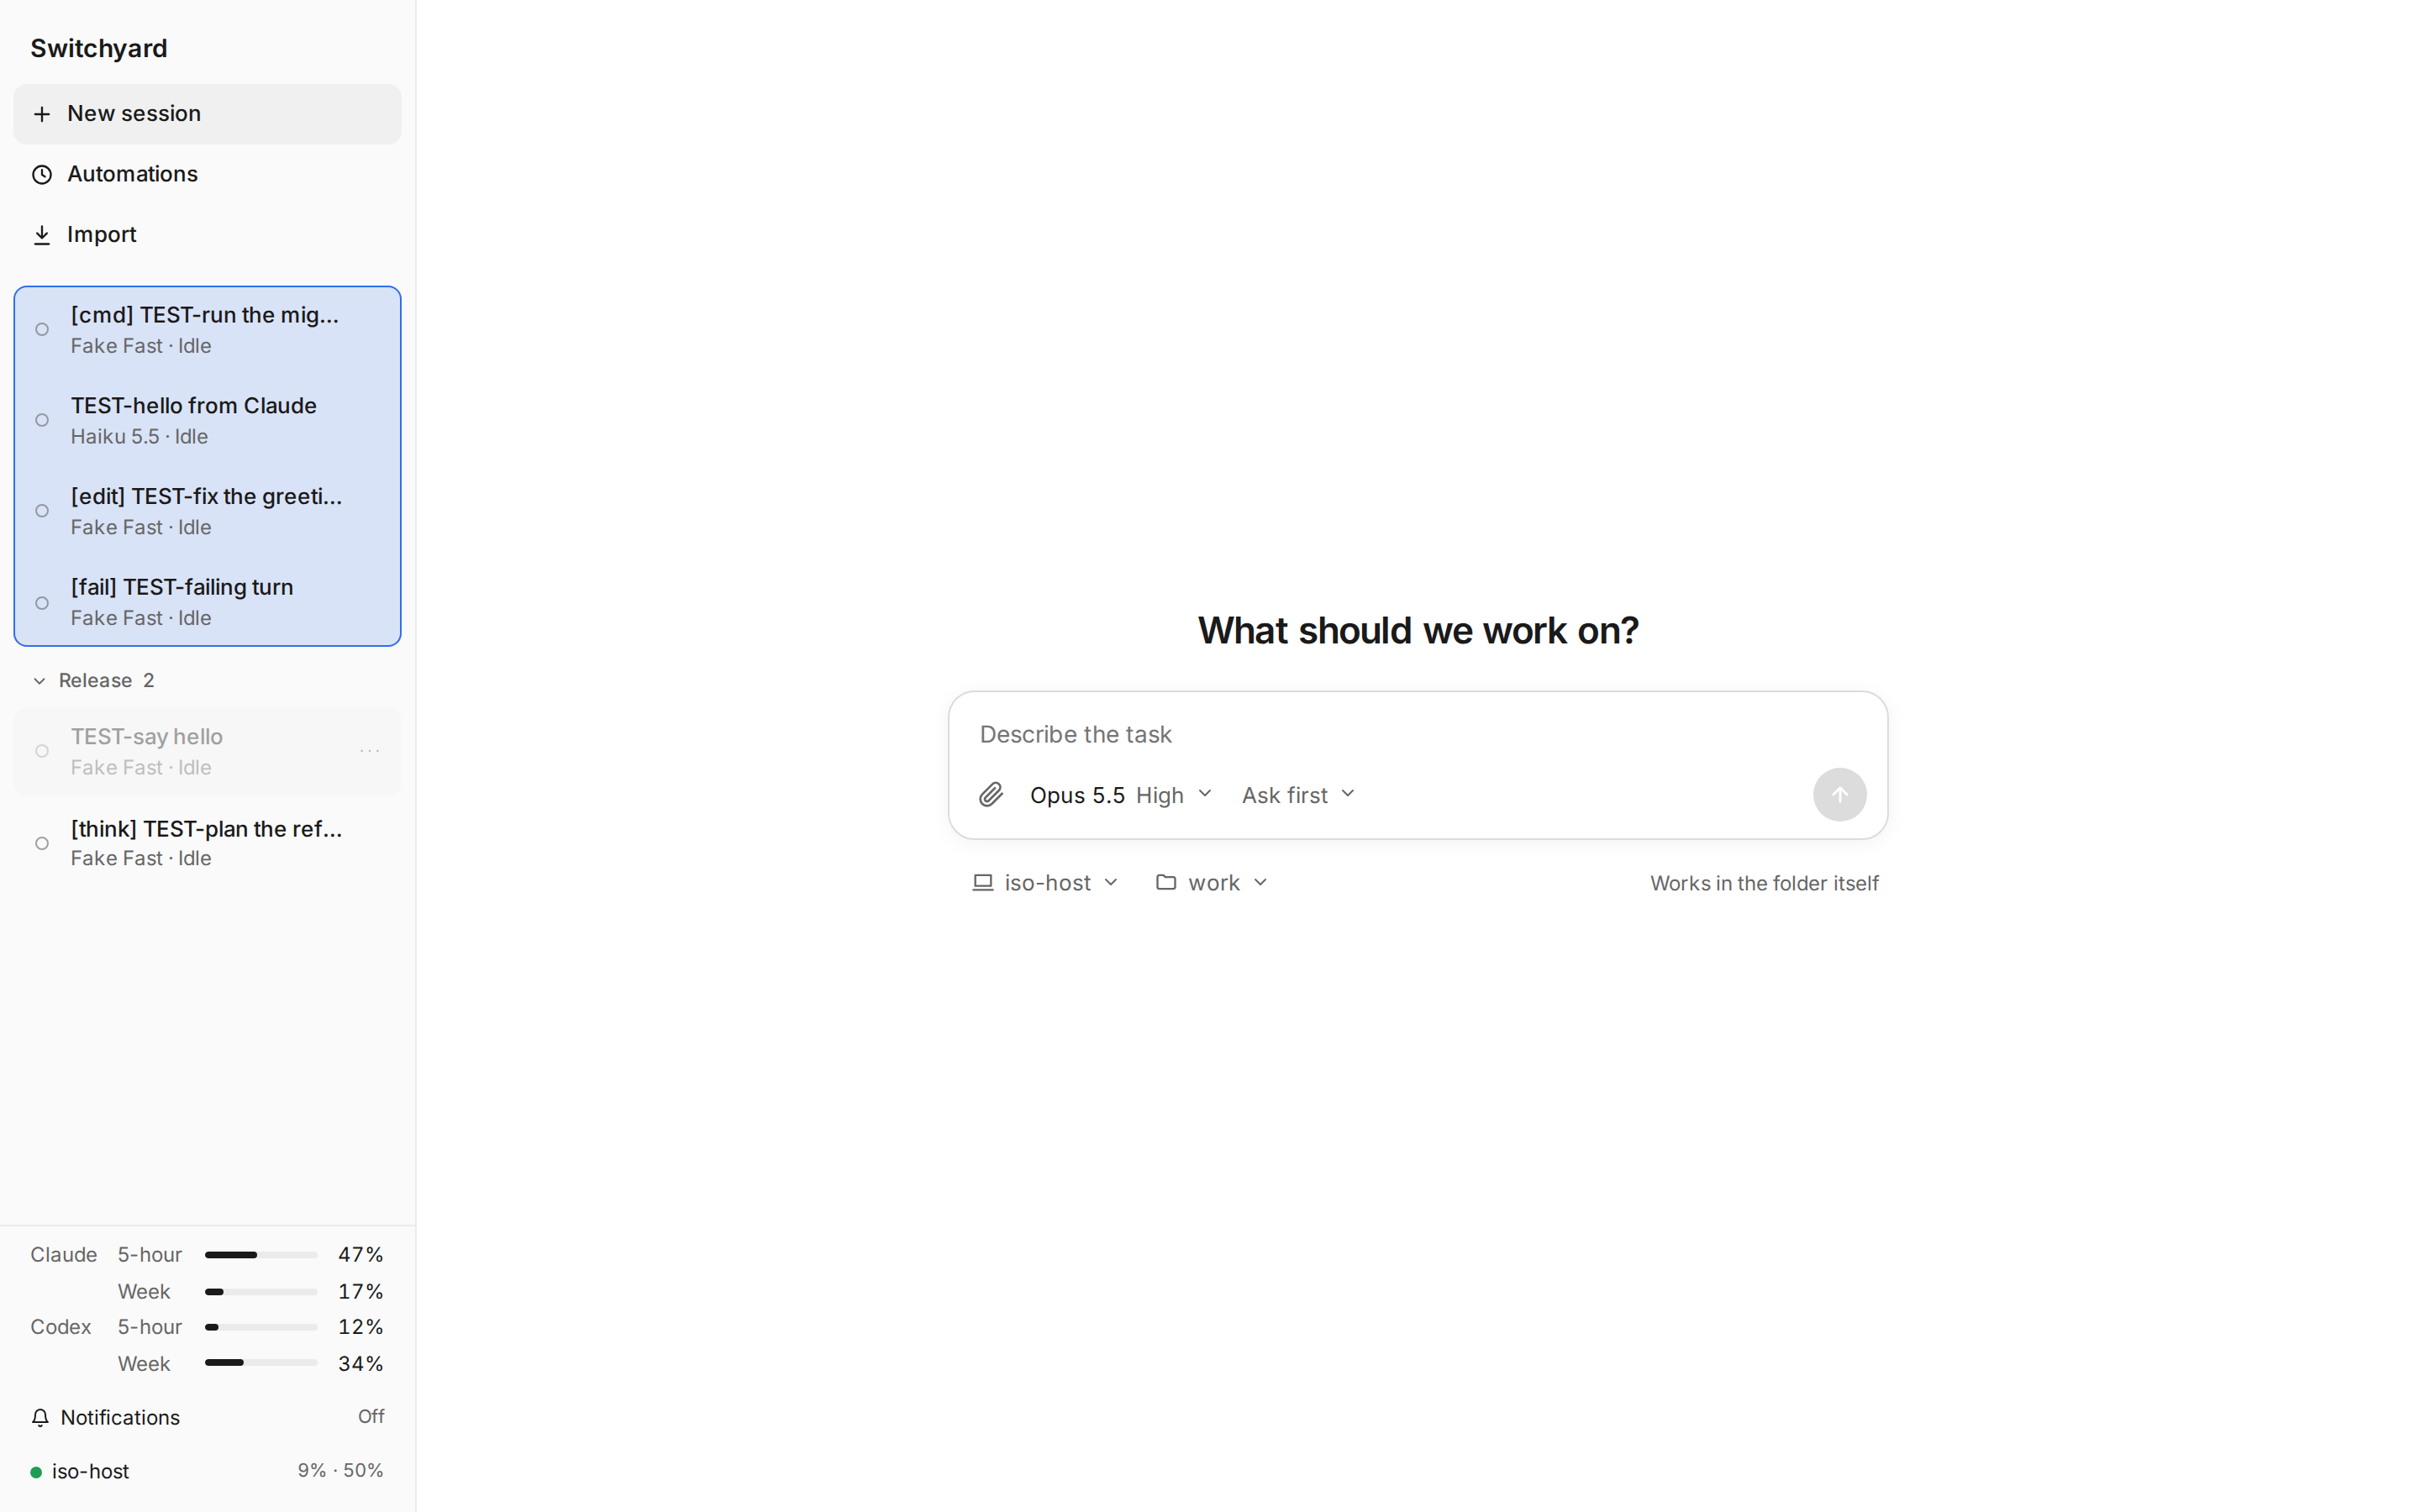 Switchyard
New session
Automations
Import
[cmd] TEST-run the mig...
Fake Fast · Idle
TEST-hello from Claude
Haiku 5.5 · Idle
[edit] TEST-fix the greeti...
Fake Fast · Idle
[fail] TEST-failing turn
Fake Fast · Idle
Release 2
TEST-say hello
Fake Fast · Idle
[think] TEST-plan the ref...
Fake Fast · Idle
Claude 5-hour 47%
Week 17%
Codex 5-hour 12%
Week 34%
Notifications Off
iso-host 9% · 50%
What should we work on?
Describe the task
Opus 5.5 High Ask first
iso-host work Works in the folder itself